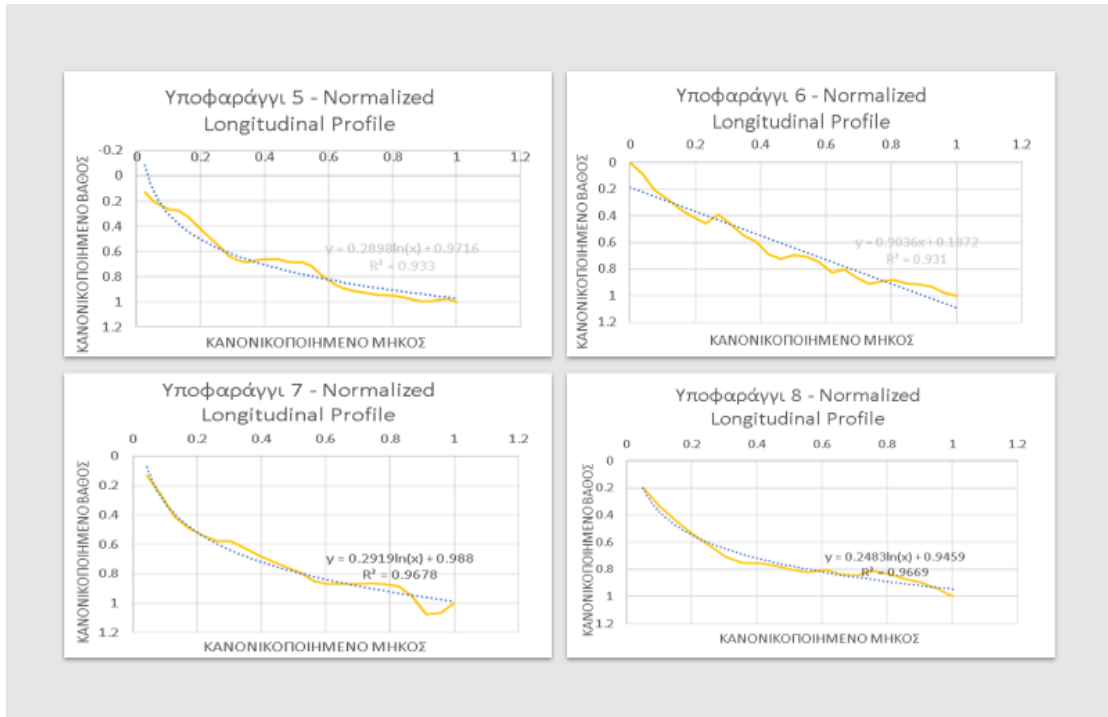 Υποφαράγγι 5 - Normalized
Longitudinal Profile
-0.2
0 0.2 0.4 0.6 0.8 1 1.2
0
0.2
0.4
0.6
0.8
1
1.2
y = 0.2898ln(x) + 0.9716
R² = 0.933
ΚΑΝΟΝΙΚΟΠΟΙΗΜΕΝΟ ΒΑΘΟΣ
ΚΑΝΟΝΙΚΟΠΟΙΗΜΕΝΟ ΜΗΚΟΣ
Υποφαράγγι 6 - Normalized
Longitudinal Profile
0 0.2 0.4 0.6 0.8 1 1.2
0
0.2
0.4
0.6
0.8
1
1.2
y = 0.9036x + 0.1872
R² = 0.931
ΚΑΝΟΝΙΚΟΠΟΙΗΜΕΝΟ ΒΑΘΟΣ
ΚΑΝΟΝΙΚΟΠΟΙΗΜΕΝΟ ΜΗΚΟΣ
Υποφαράγγι 7 - Normalized
Longitudinal Profile
0 0.2 0.4 0.6 0.8 1 1.2
0
0.2
0.4
0.6
0.8
1
1.2
y = 0.2919ln(x) + 0.988
R² = 0.9678
ΚΑΝΟΝΙΚΟΠΟΙΗΜΕΝΟ ΒΑΘΟΣ
ΚΑΝΟΝΙΚΟΠΟΙΗΜΕΝΟ ΜΗΚΟΣ
Υποφαράγγι 8 - Normalized
Longitudinal Profile
0 0.2 0.4 0.6 0.8 1 1.2
0
0.2
0.4
0.6
0.8
1
1.2
y = 0.2483ln(x) + 0.9459
R² = 0.9669
ΚΑΝΟΝΙΚΟΠΟΙΗΜΕΝΟ ΒΑΘΟΣ
ΚΑΝΟΝΙΚΟΠΟΙΗΜΕΝΟ ΜΗΚΟΣ